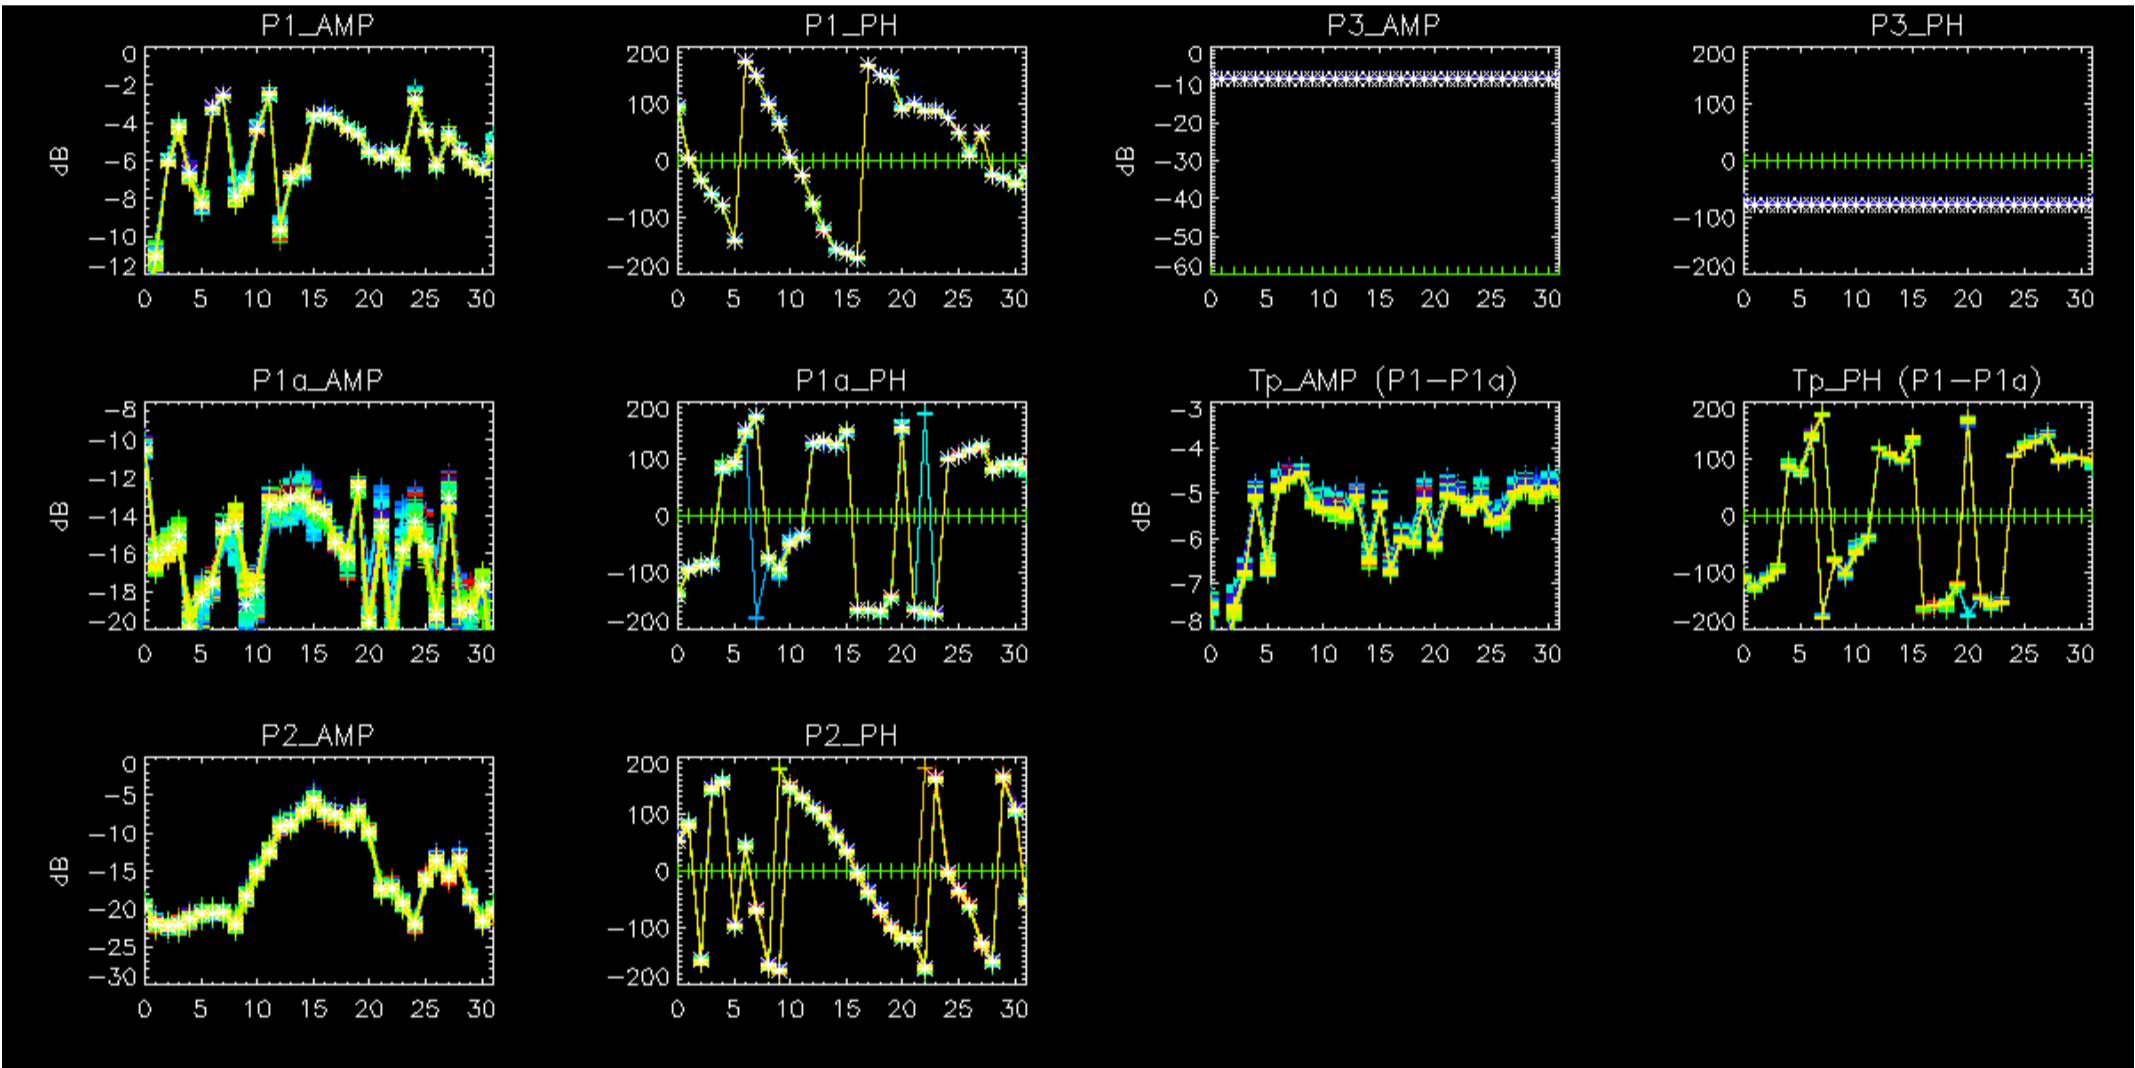 P1_AMP
P1_PH
P3_AMP
P3_PH
0
−2
−4
−6
−8
−10
−12
dB
0 5 10 15 20 25 30
200
100
0
−100
−200
0 5 10 15 20 25 30
0
−10
−20
−30
−40
−50
−60
dB
0 5 10 15 20 25 30
200
100
0
−100
−200
0 5 10 15 20 25 30
P1a_AMP
P1a_PH
Tp_AMP (P1−P1a)
Tp_PH (P1−P1a)
−8
−10
−12
−14
−16
−18
−20
dB
0 5 10 15 20 25 30
200
100
0
−100
−200
0 5 10 15 20 25 30
−3
−4
−5
−6
−7
−8
dB
0 5 10 15 20 25 30
200
100
0
−100
−200
0 5 10 15 20 25 30
P2_AMP
P2_PH
0
−5
−10
−15
−20
−25
−30
dB
0 5 10 15 20 25 30
200
100
0
−100
−200
0 5 10 15 20 25 30